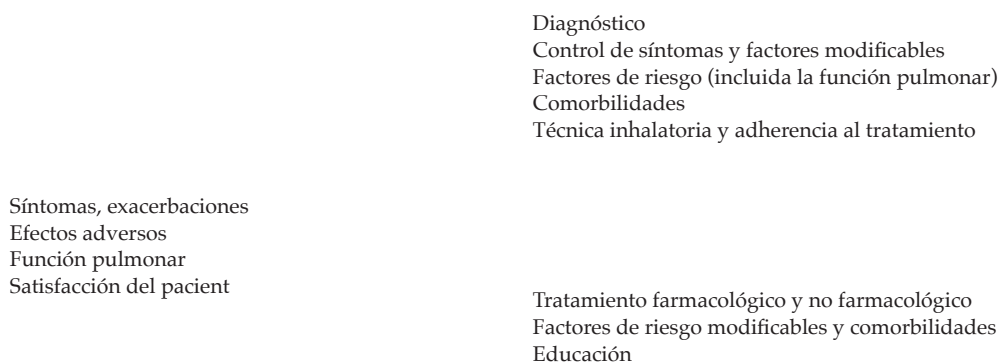 Diagnóstico
Control de síntomas y factores modificables
Factores de riesgo (incluida la función pulmonar)
Comorbilidades
Técnica inhalatoria y adherencia al tratamiento
Síntomas, exacerbaciones
Efectos adversos
Función pulmonar
Satisfacción del pacient
Tratamiento farmacológico y no farmacológico
Factores de riesgo modificables y comorbilidades
Educación